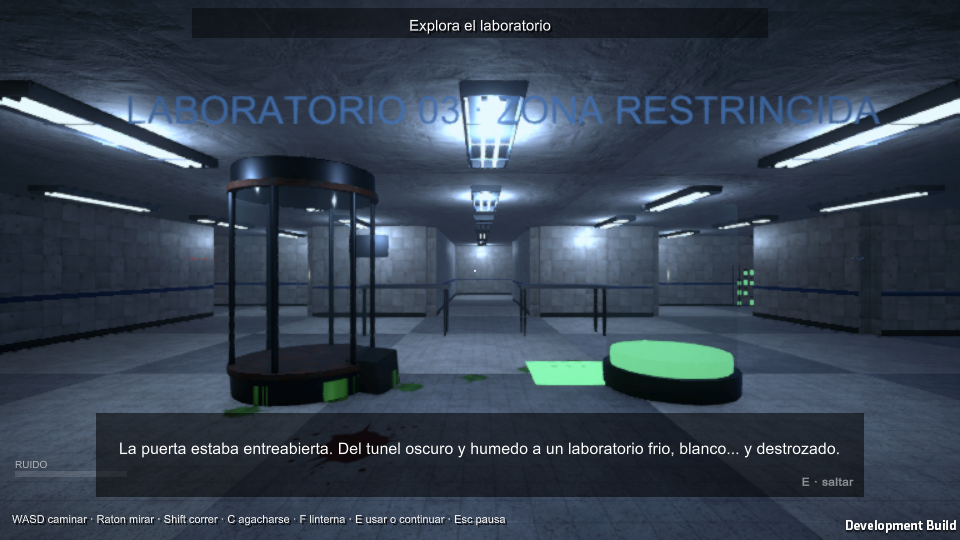 Explora el laboratorio
LABORATORIO 03 ZONA RESTRINGIDA
La puerta estaba entreabierta. Del tunel oscuro y humedo a un laboratorio frio, blanco... y destrozado.
E · saltar
RUIDO
WASD caminar · Raton mirar · Shift correr · C agacharse · F linterna · E usar o continuar · Esc pausa
Development Build